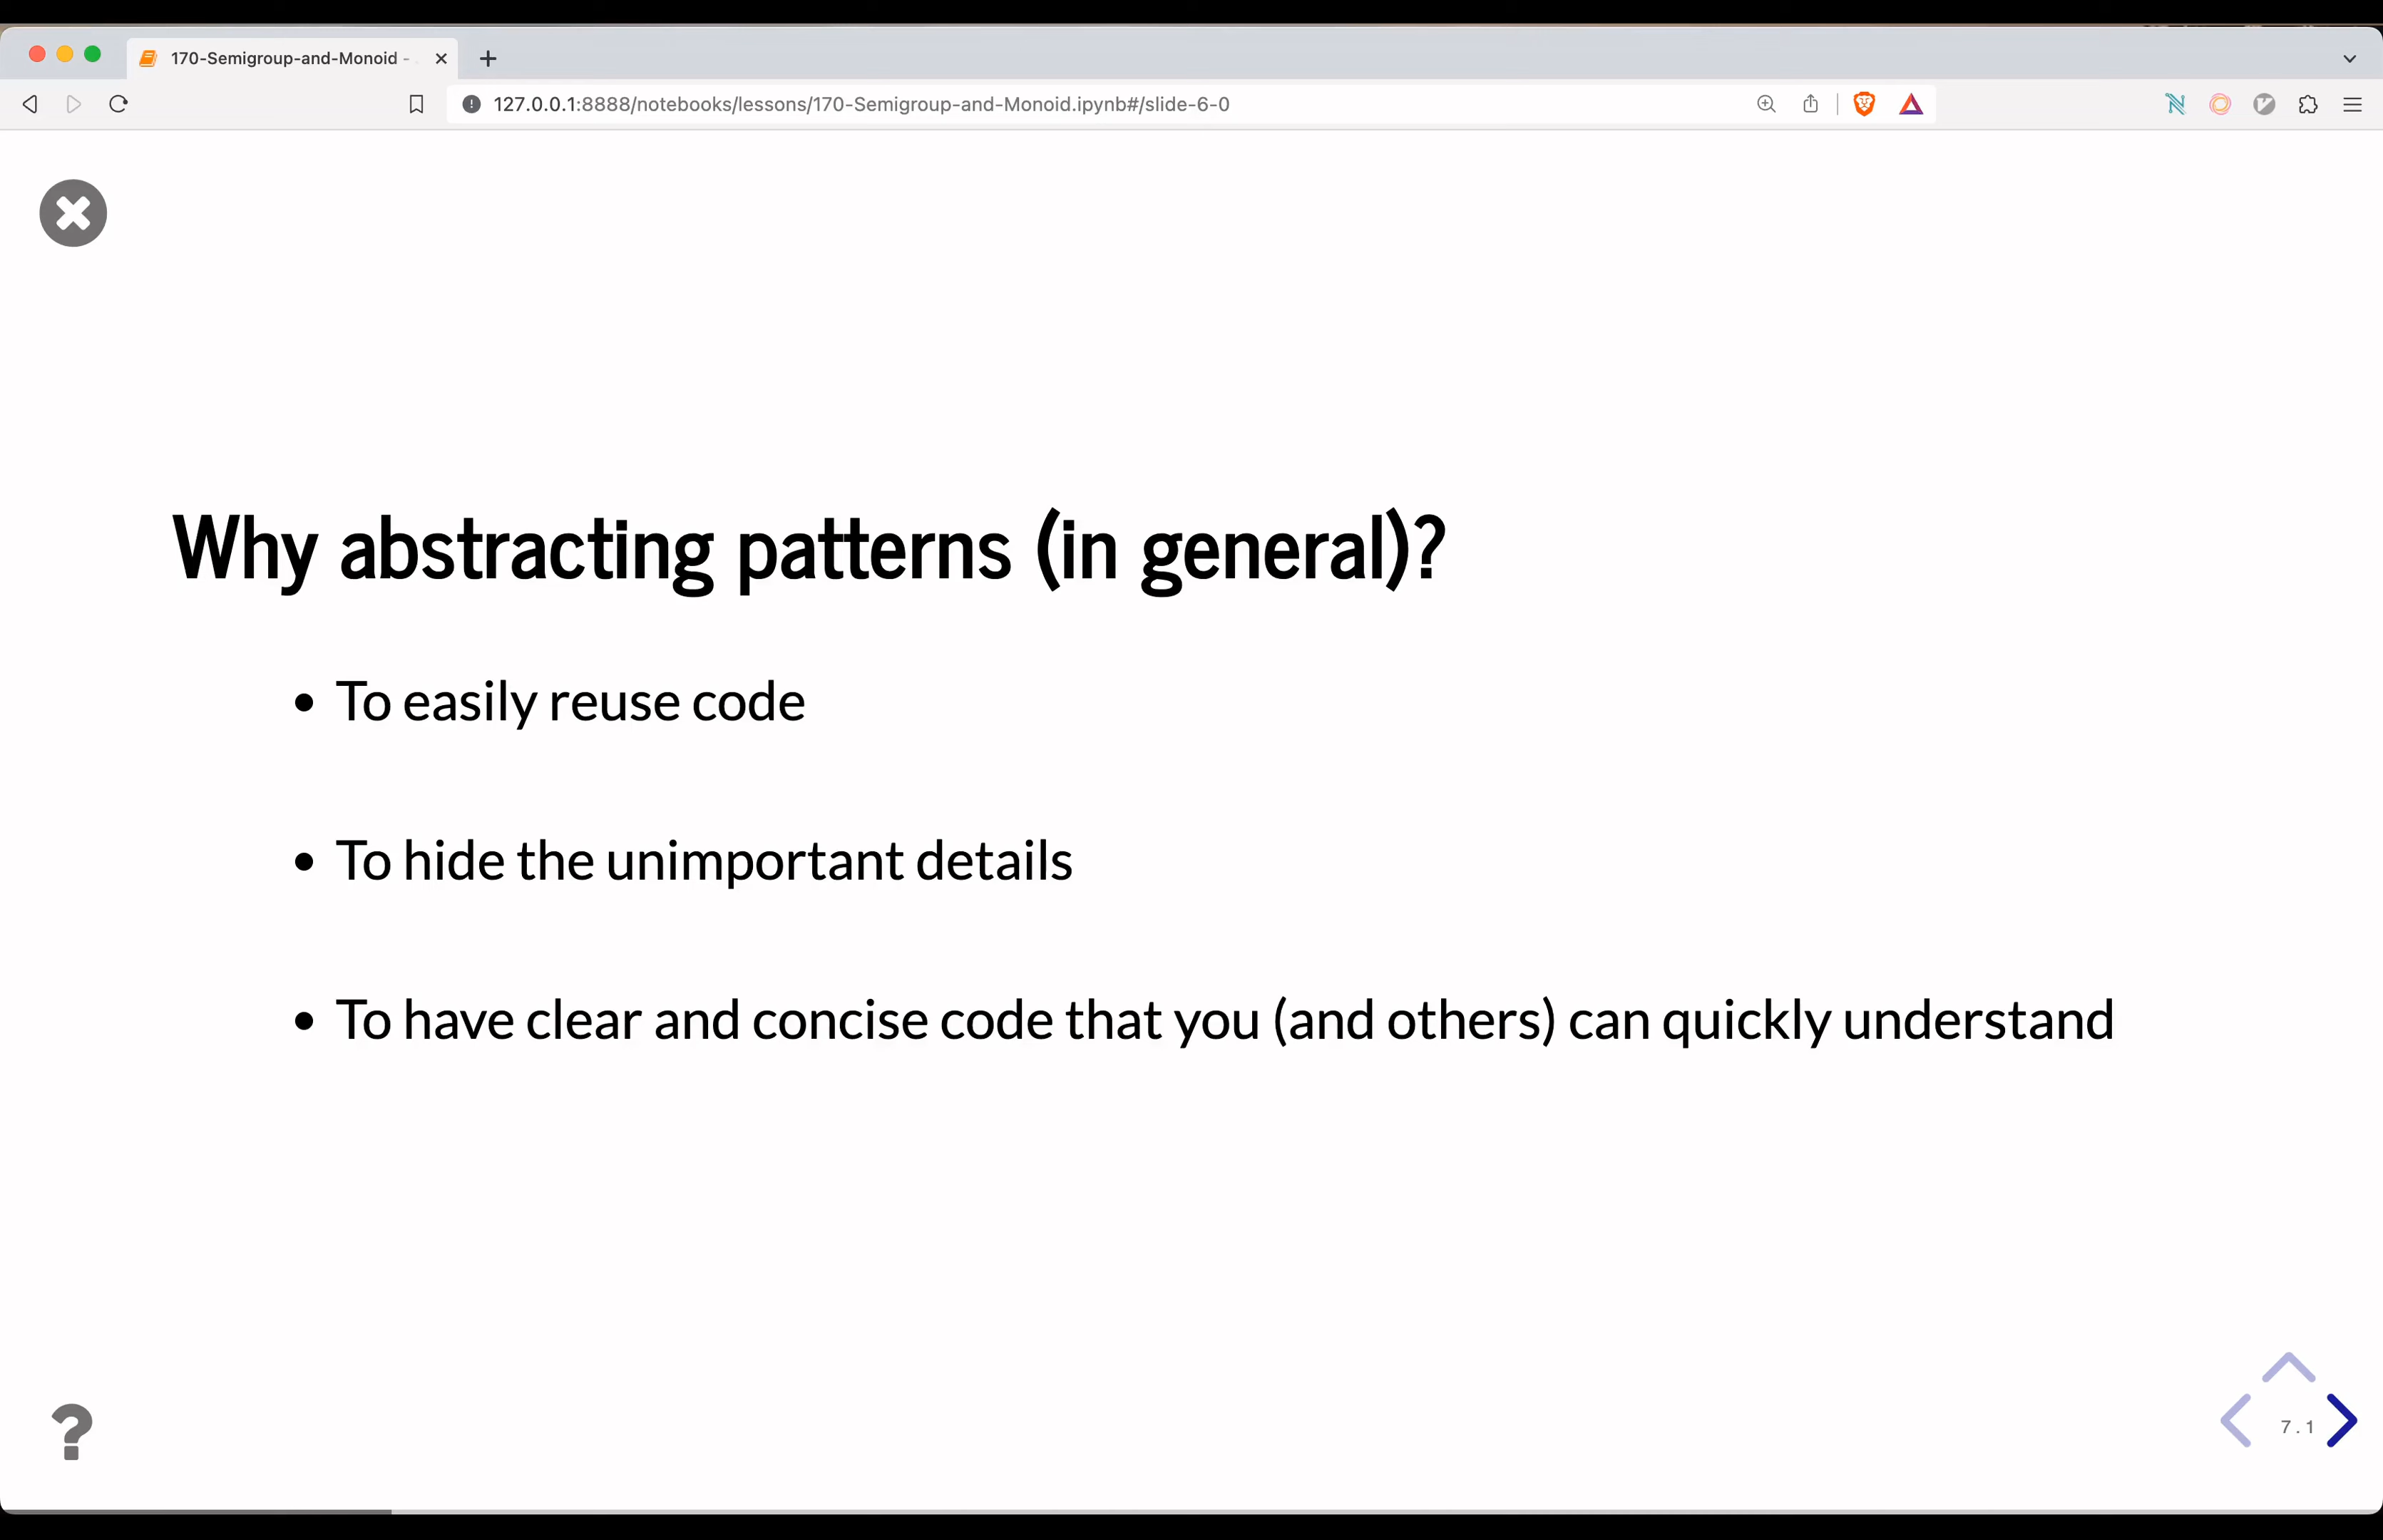 170-Semigroup-and-Monoid -
127.0.0.1:8888/notebooks/lessons/170-Semigroup-and-Monoid.ipynb#/slide-6-0
Why abstracting patterns (in general)?
• To easily reuse code
• To hide the unimportant details
• To have clear and concise code that you (and others) can quickly understand
?
7.1